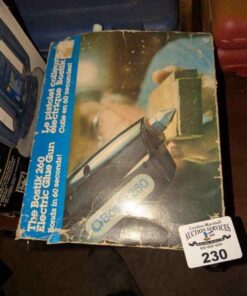 Le pistolet colleur
électrique Bostik 260
Colle en 60 secondes!
The Bostik 260
Electric Glue Gun
Bonds in 60 seconds!
Bostik 260
AUCTION SERVICES
230